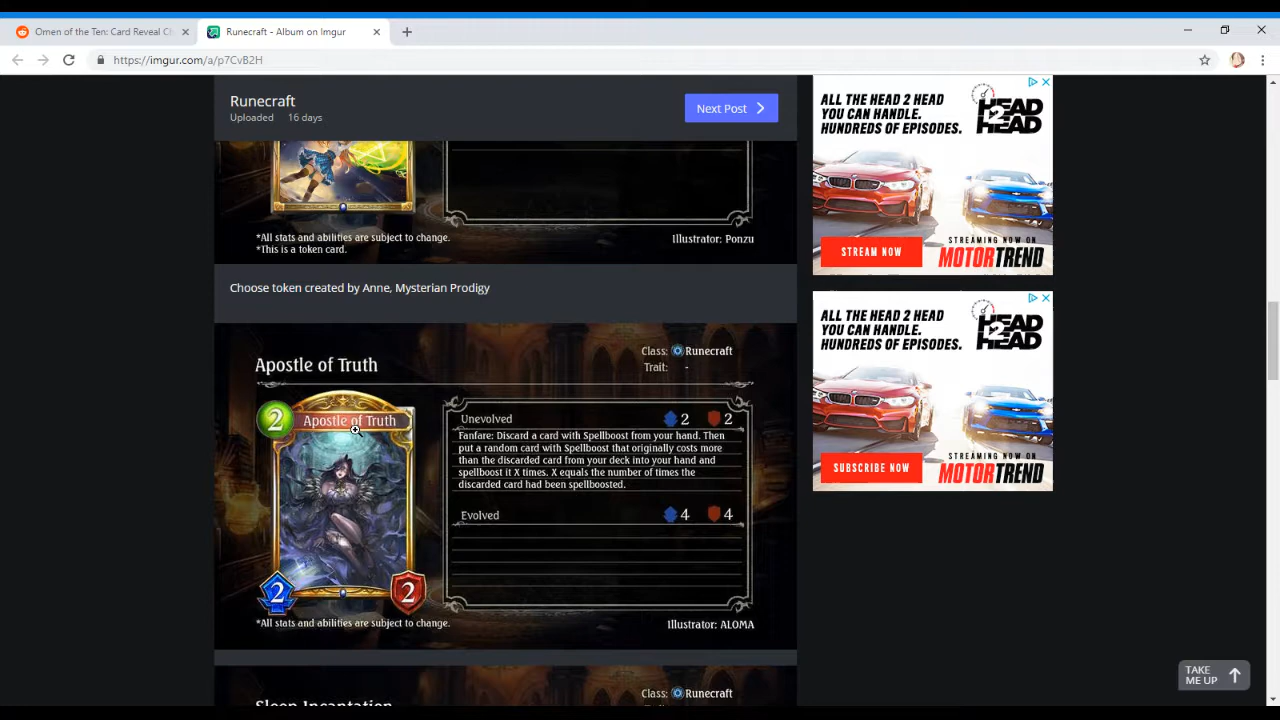 Omen of the Ten: Card Reveal Ch
Runecraft - Album on Imgur
https://imgur.com/a/p7CvB2H
Runecraft
Uploaded 16 days
Next Post
*All stats and abilities are subject to change.
*This is a token card.
Illustrator: Ponzu
Choose token created by Anne, Mysterian Prodigy
Apostle of Truth
Class: Runecraft
Trait: -
2
Apostle of Truth
2
2
Unevolved 2 2
Fanfare: Discard a card with Spellboost from your hand. Then
put a random card with Spellboost that originally costs more
than the discarded card from your deck into your hand and
spellboost it X times. X equals the number of times the
discarded card had been spellboosted.
Evolved 4 4
*All stats and abilities are subject to change.
Illustrator: ALOMA
Class: Runecraft
ALL THE HEAD 2 HEAD
YOU CAN HANDLE.
HUNDREDS OF EPISODES.
HEAD
2
HEAD
STREAM NOW
STREAMING NOW ON
MOTORTREND
ALL THE HEAD 2 HEAD
YOU CAN HANDLE.
HUNDREDS OF EPISODES.
HEAD
2
HEAD
SUBSCRIBE NOW
STREAMING NOW ON
MOTORTREND
TAKE
ME UP